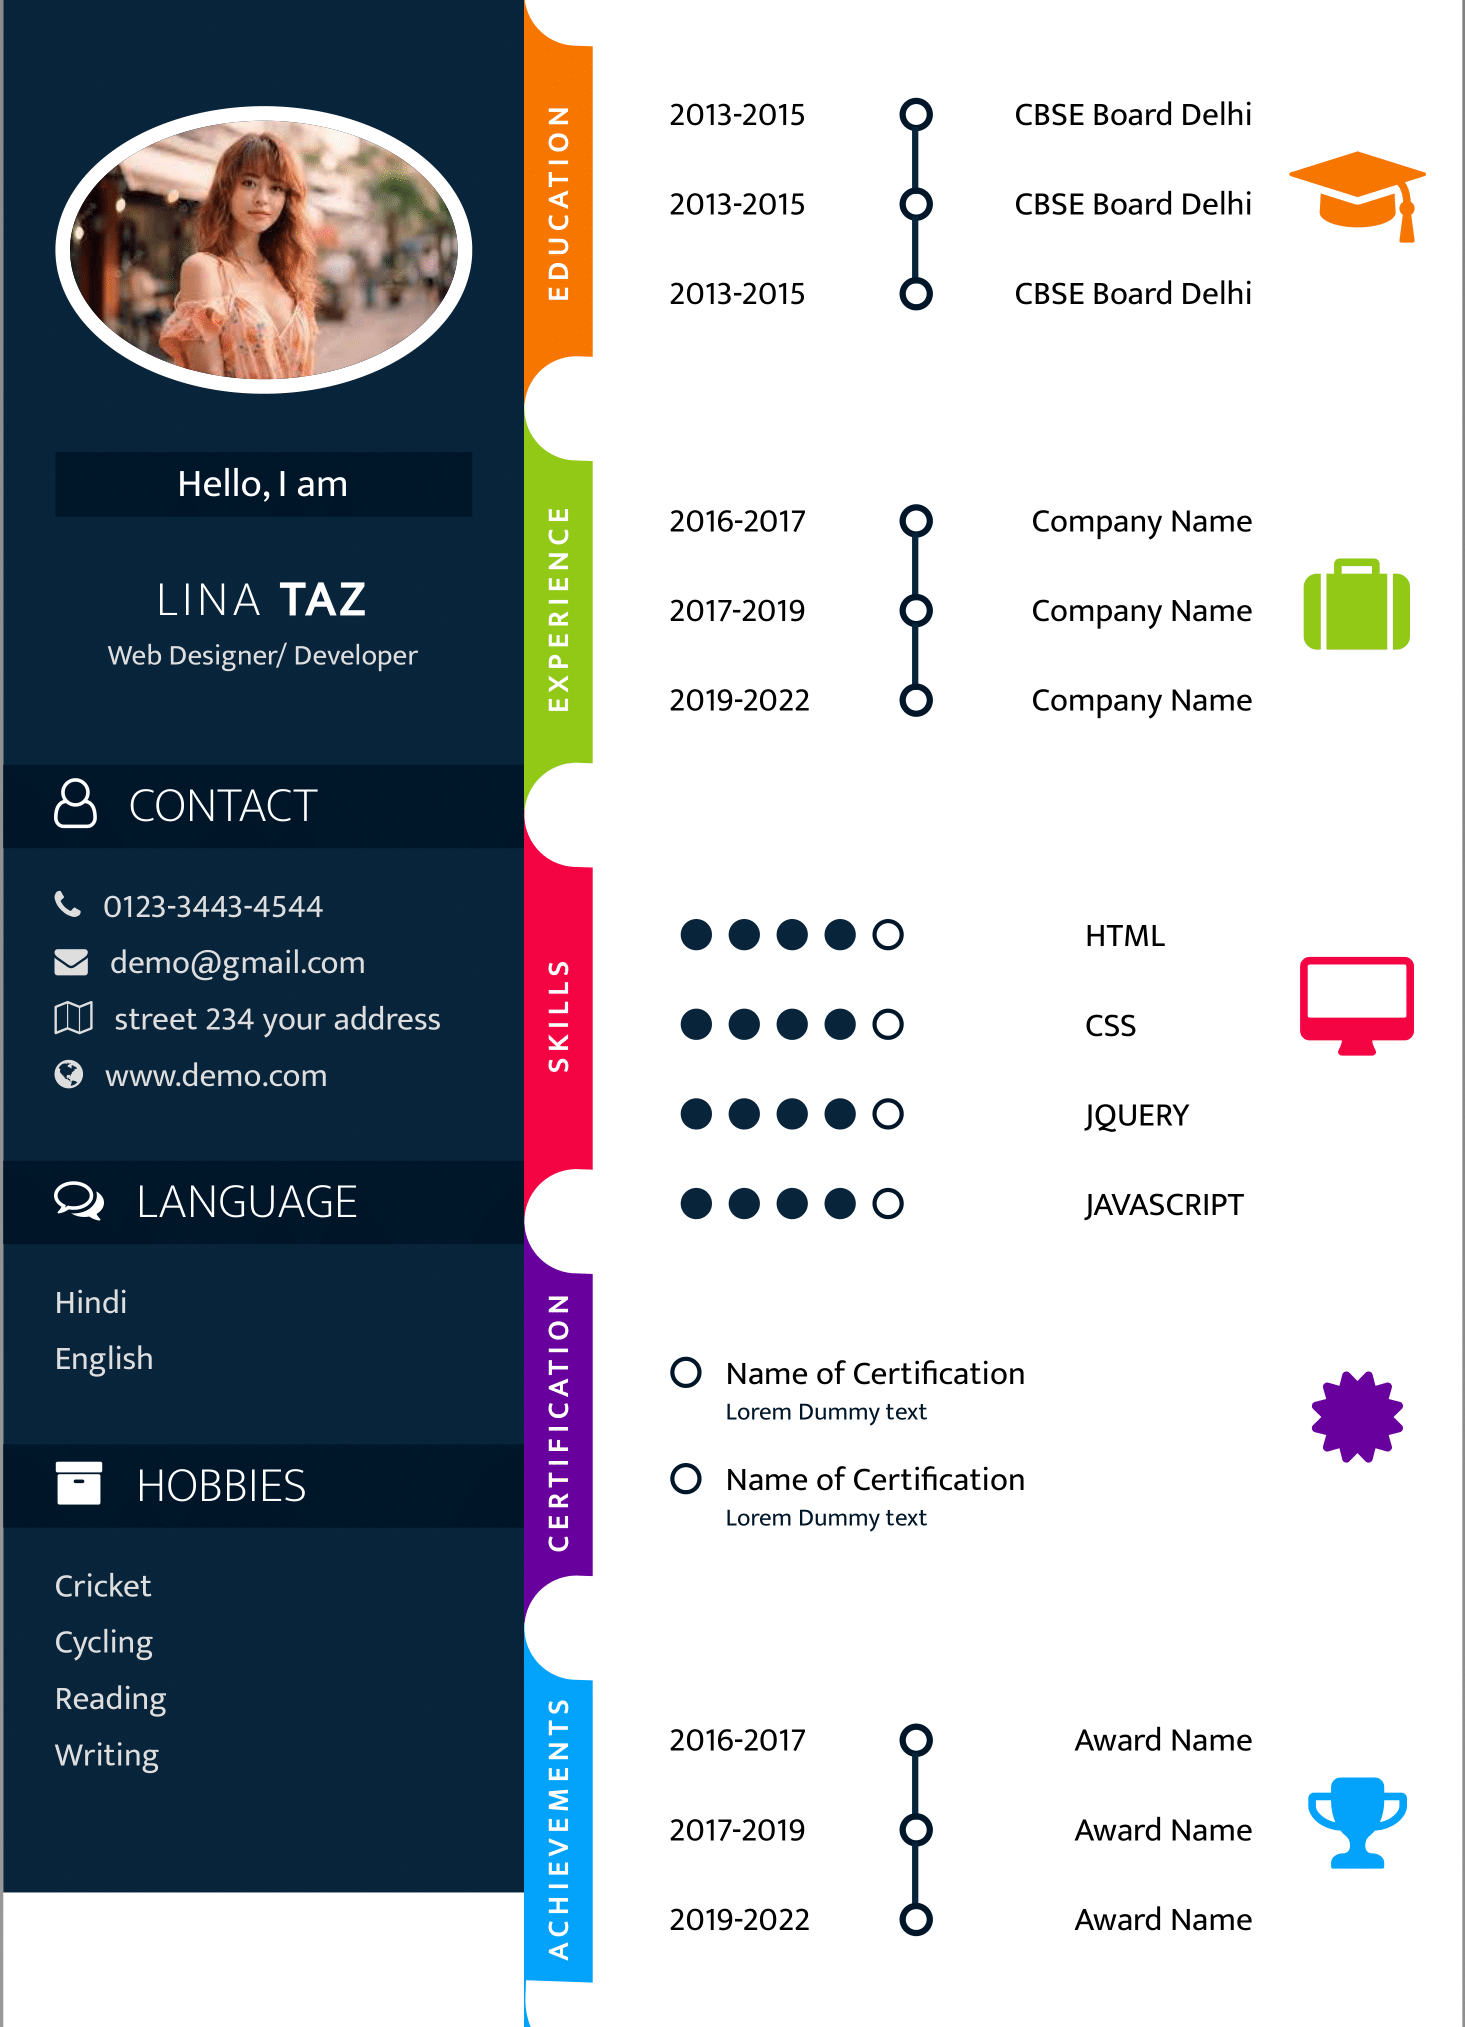 Hello, I am
LINA TAZ
Web Designer/ Developer
CONTACT
0123-3443-4544
demo@gmail.com
street 234 your address
www.demo.com
LANGUAGE
Hindi
English
HOBBIES
Cricket
Cycling
Reading
Writing
EDUCATION
2013-2015 CBSE Board Delhi
2013-2015 CBSE Board Delhi
2013-2015 CBSE Board Delhi
EXPERIENCE
2016-2017 Company Name
2017-2019 Company Name
2019-2022 Company Name
SKILLS
HTML
CSS
JQUERY
JAVASCRIPT
CERTIFICATION
Name of Certification
Lorem Dummy text
Name of Certification
Lorem Dummy text
ACHIEVEMENTS
2016-2017 Award Name
2017-2019 Award Name
2019-2022 Award Name